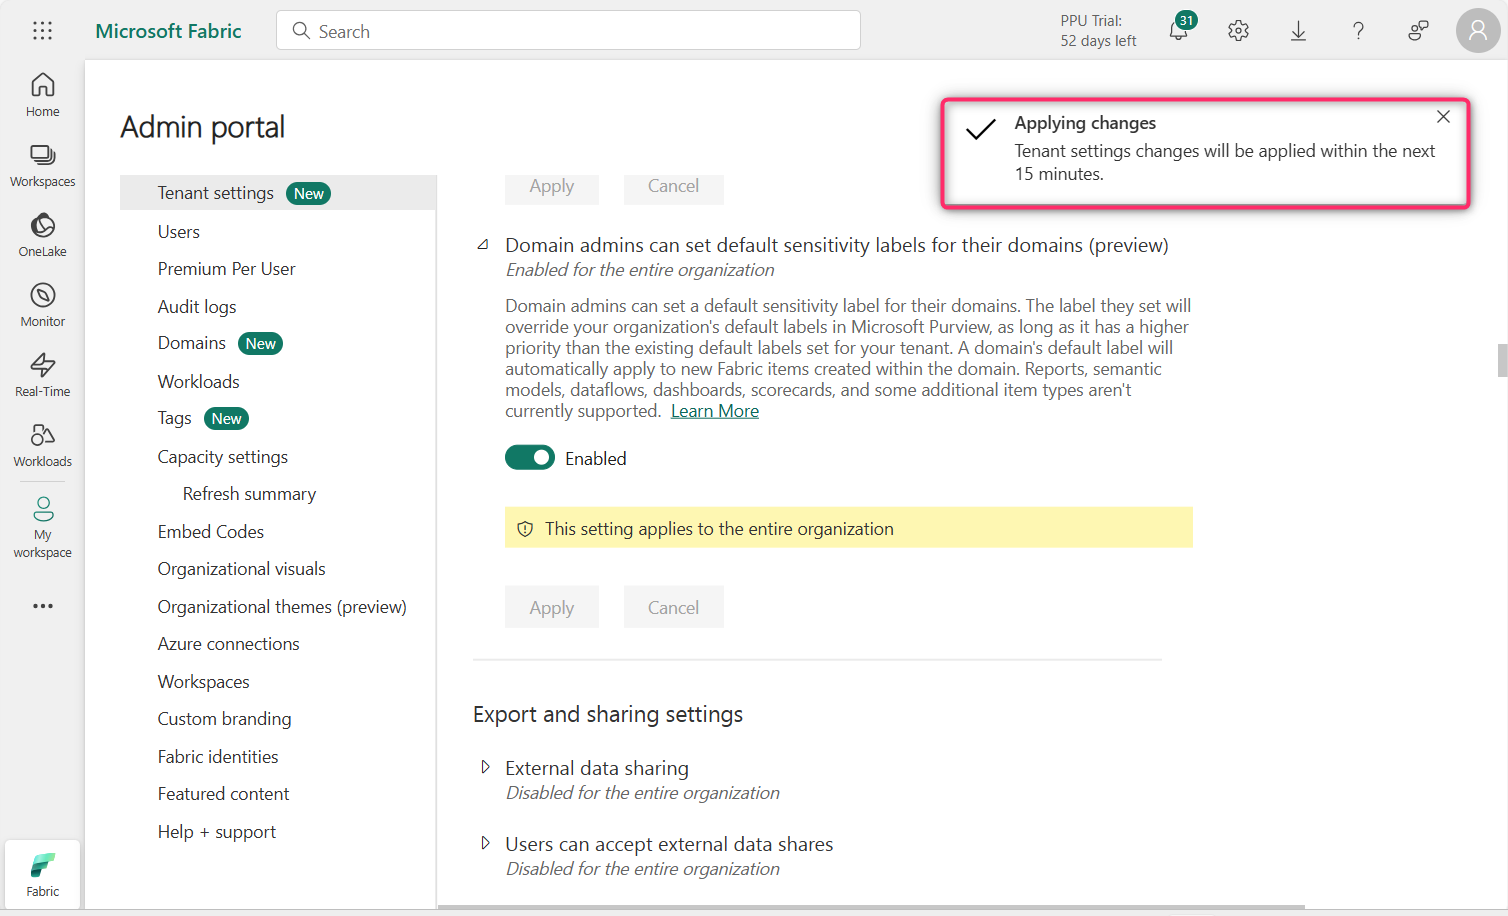 Microsoft Fabric
Search
PPU Trial:
52 days left
31
Home
Workspaces
OneLake
Monitor
Real-Time
Workloads
My
workspace
Fabric
Admin portal
Tenant settings New
Users
Premium Per User
Audit logs
Domains New
Workloads
Tags New
Capacity settings
Refresh summary
Embed Codes
Organizational visuals
Organizational themes (preview)
Azure connections
Workspaces
Custom branding
Fabric identities
Featured content
Help + support
Applying changes
Tenant settings changes will be applied within the next
15 minutes.
Apply Cancel
Domain admins can set default sensitivity labels for their domains (preview)
Enabled for the entire organization
Domain admins can set a default sensitivity label for their domains. The label they set will
override your organization's default labels in Microsoft Purview, as long as it has a higher
priority than the existing default labels set for your tenant. A domain's default label will
automatically apply to new Fabric items created within the domain. Reports, semantic
models, dataflows, dashboards, scorecards, and some additional item types aren't
currently supported. Learn More
Enabled
This setting applies to the entire organization
Apply Cancel
Export and sharing settings
External data sharing
Disabled for the entire organization
Users can accept external data shares
Disabled for the entire organization